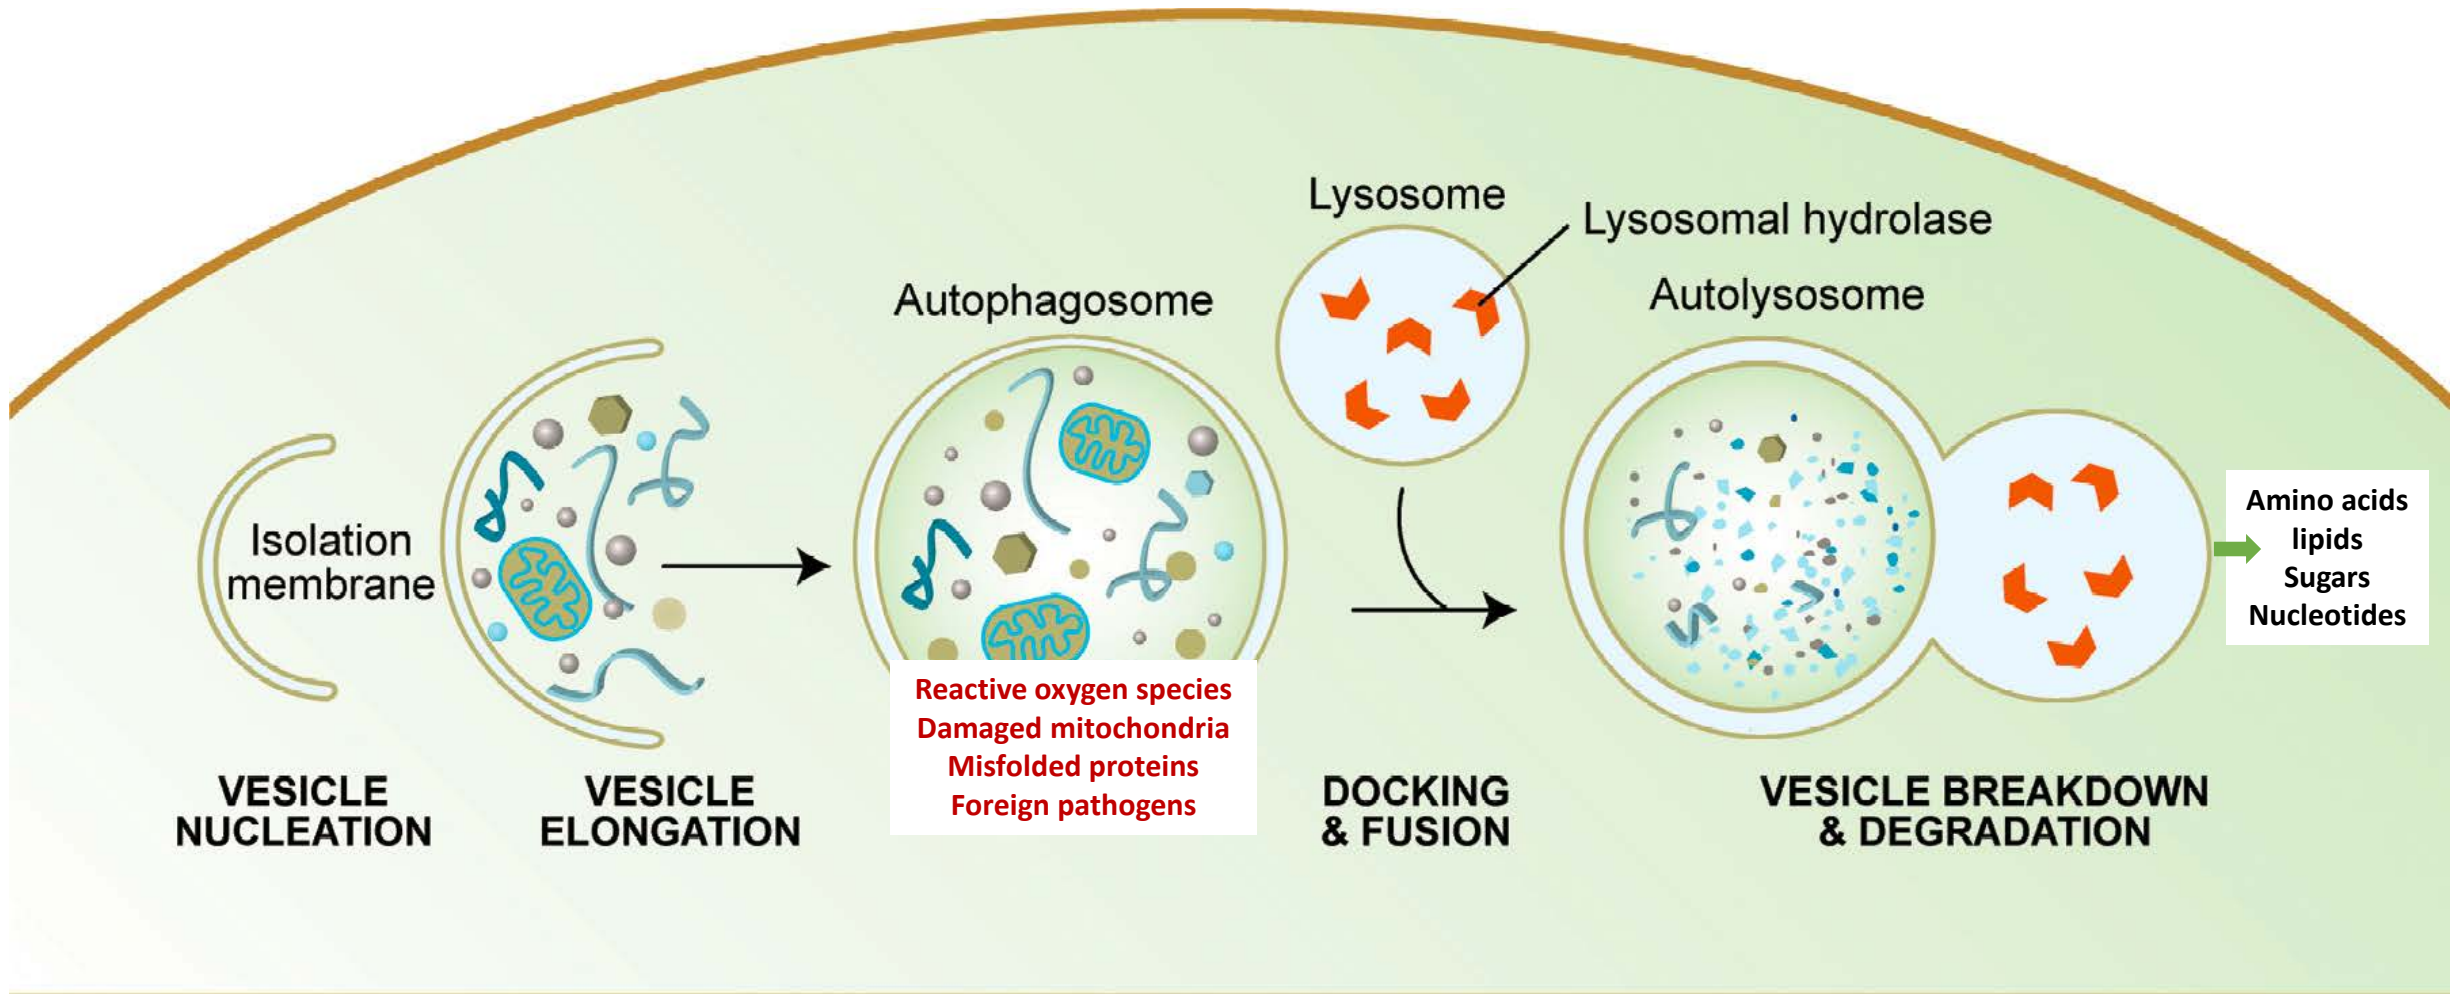 Lysosome
Lysosomal hydrolase
Autophagosome
Autolysosome
Isolation
membrane
Amino acids
lipids
Sugars
Nucleotides
Reactive oxygen species
Damaged mitochondria
Misfolded proteins
Foreign pathogens
VESICLE
NUCLEATION
VESICLE
ELONGATION
DOCKING
& FUSION
VESICLE BREAKDOWN
& DEGRADATION